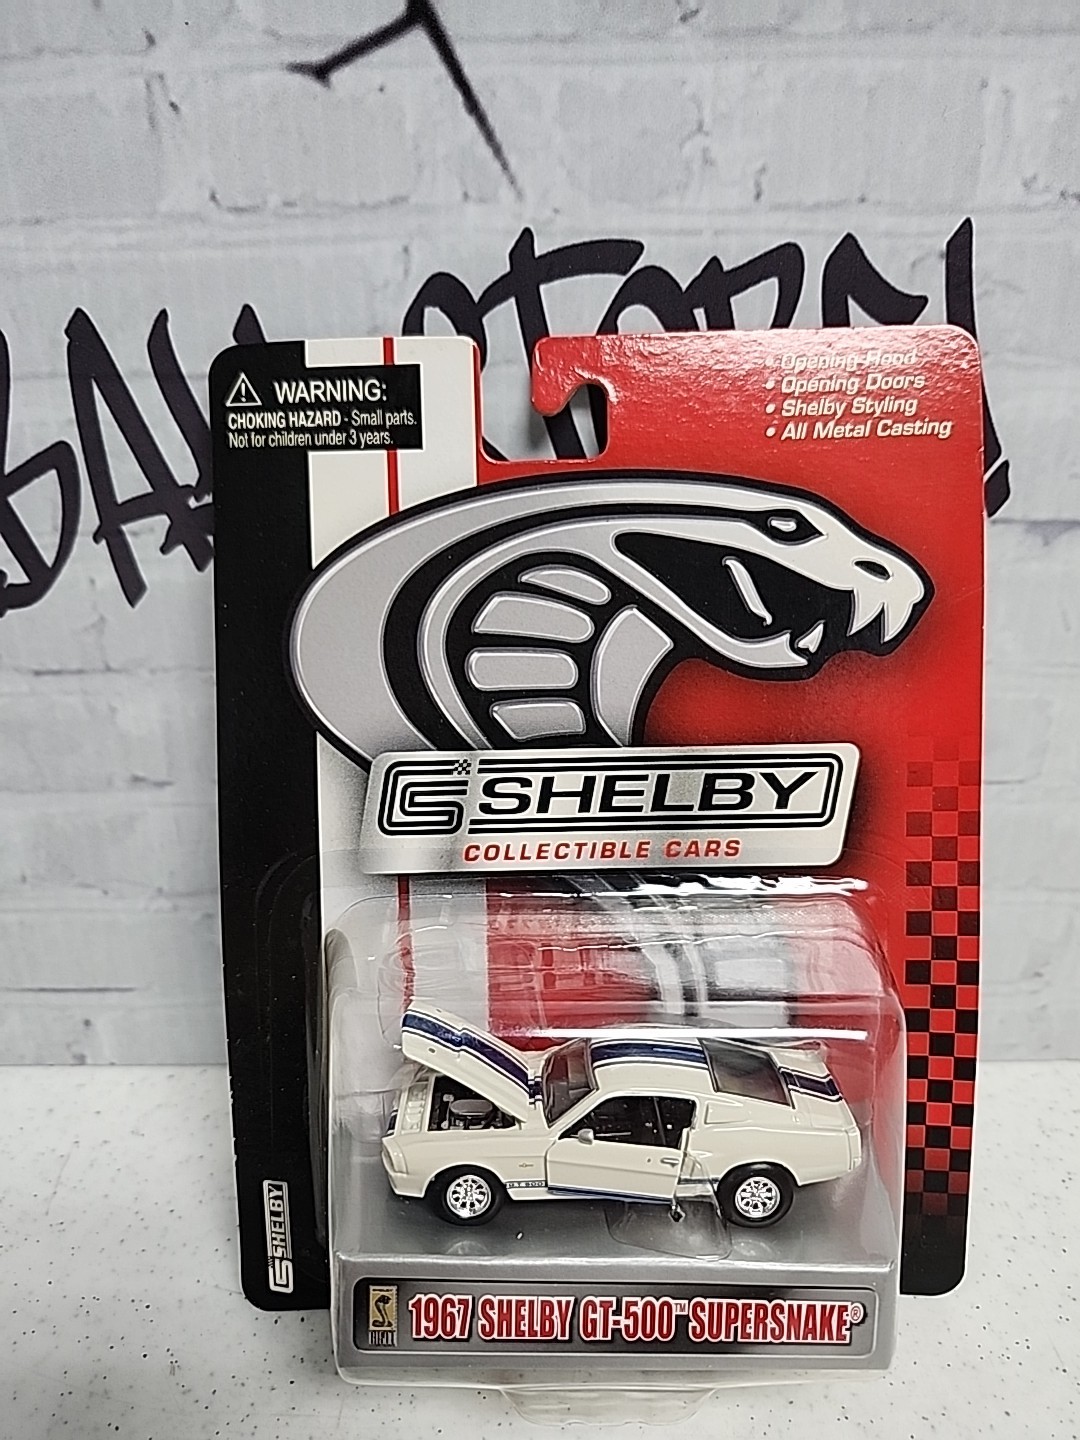 WARNING:
CHOKING HAZARD - Small parts.
Not for children under 3 years.
• Opening Hood
• Opening Doors
• Shelby Styling
• All Metal Casting
SHELBY
COLLECTIBLE CARS
G.T. 500
SHELBY
1967 SHELBY GT-500™ SUPERSNAKE®